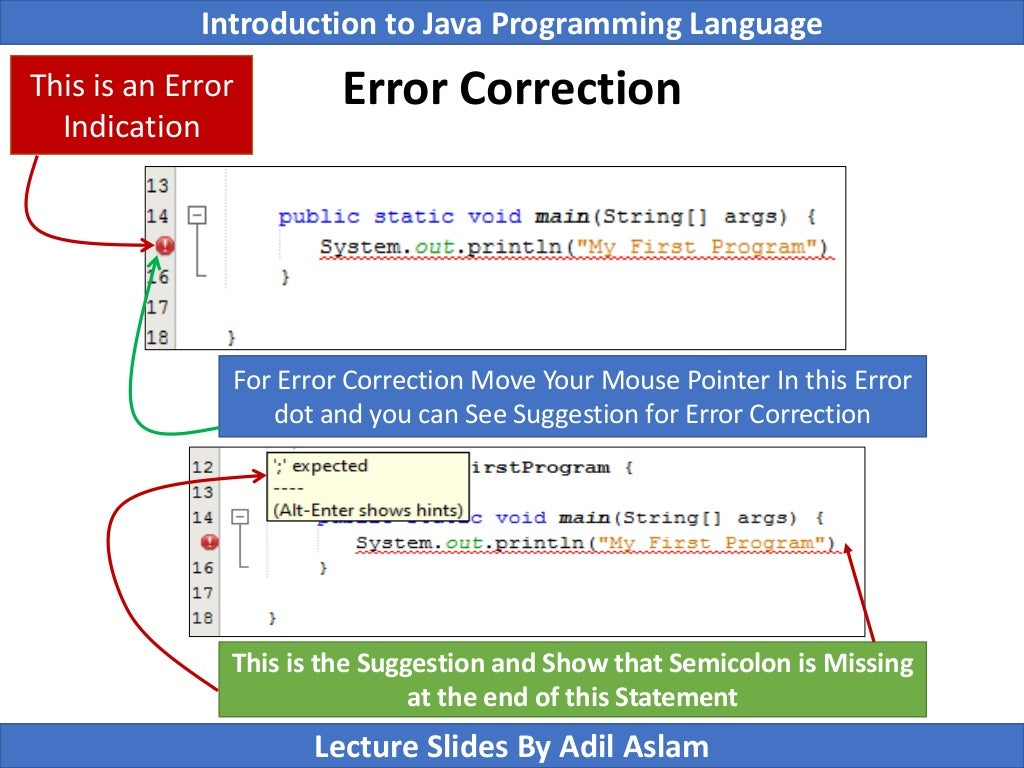 Introduction to Java Programming Language
This is an Error
Indication
Error Correction
13
14 public static void main(String[] args) {
System.out.println("My First Program")
16 }
17
18 }
For Error Correction Move Your Mouse Pointer In this Error
dot and you can See Suggestion for Error Correction
12 irstProgram {
';' expected
----
(Alt-Enter shows hints)
13
14 public static void main(String[] args) {
System.out.println("My First Program")
16 }
17
18 }
This is the Suggestion and Show that Semicolon is Missing
at the end of this Statement
Lecture Slides By Adil Aslam